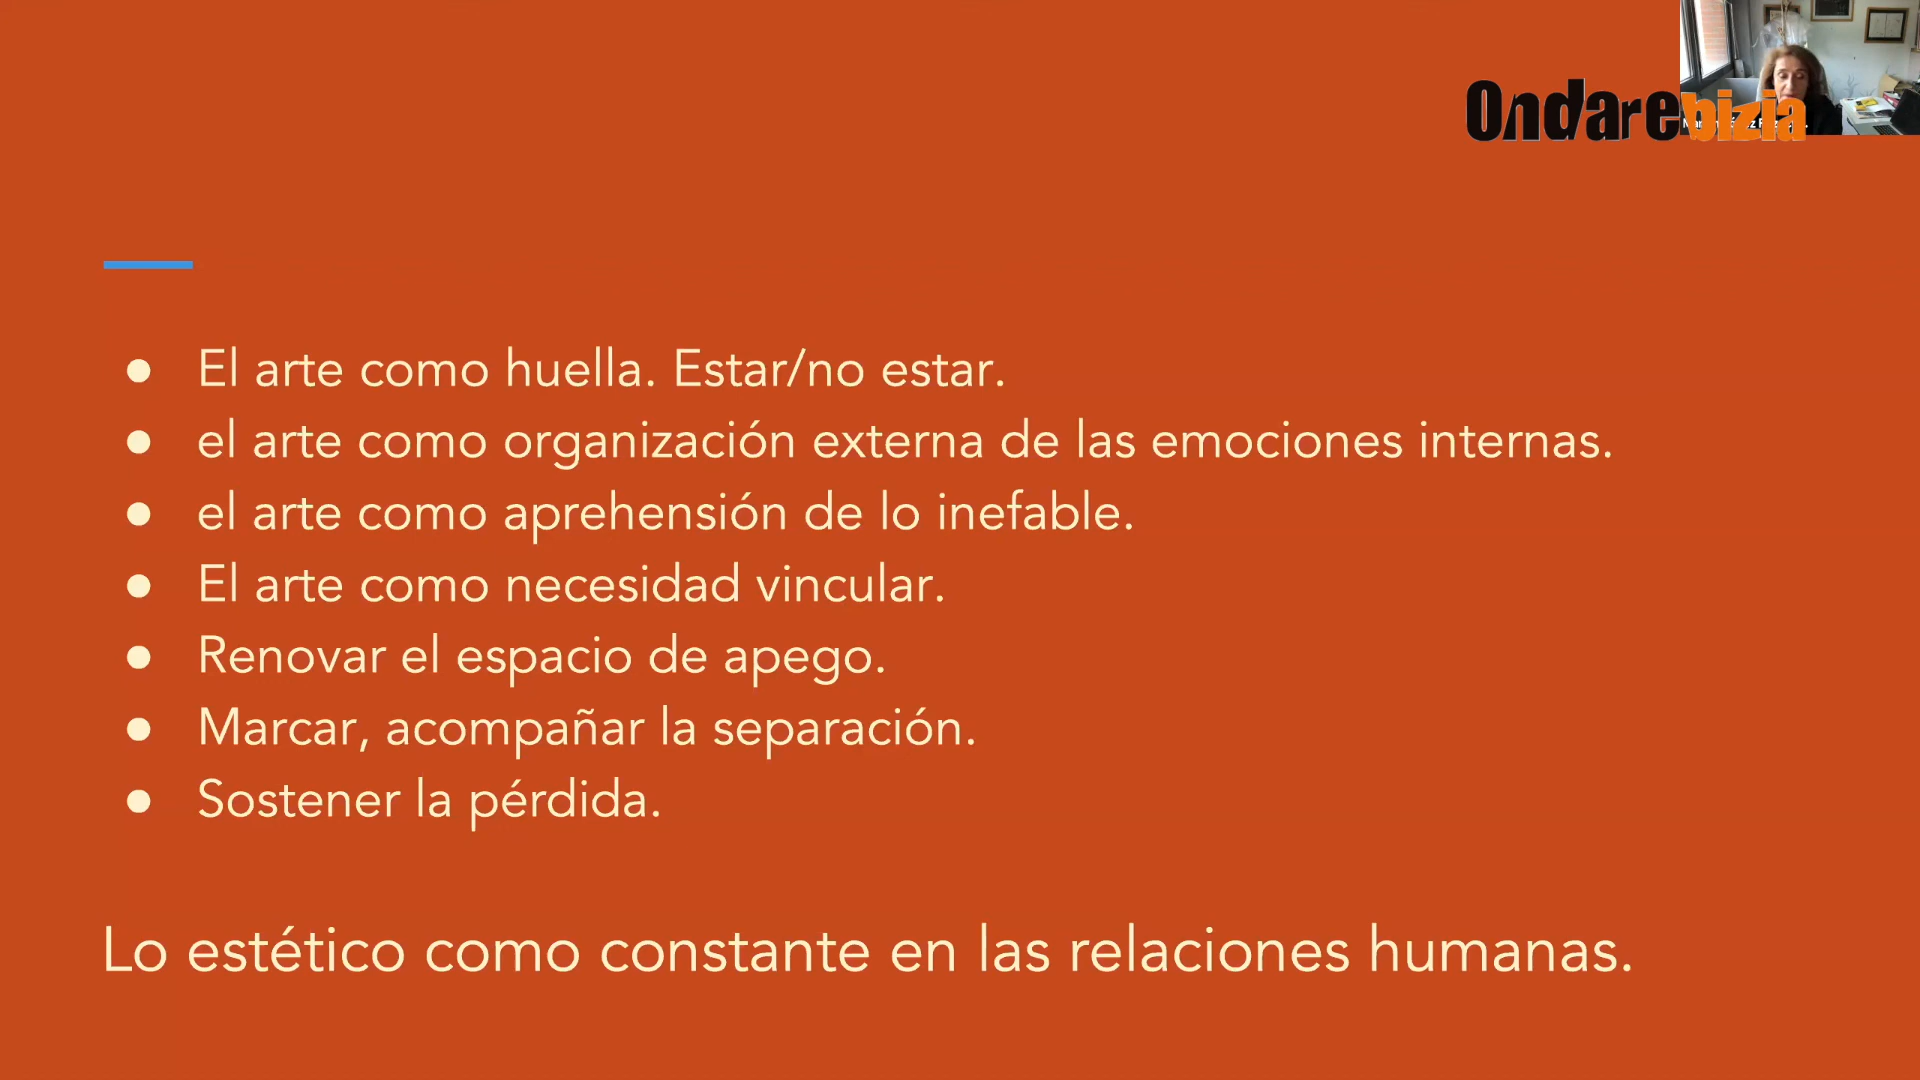 Ondarebizia
● El arte como huella. Estar/no estar.
● el arte como organización externa de las emociones internas.
● el arte como aprehensión de lo inefable.
● El arte como necesidad vincular.
● Renovar el espacio de apego.
● Marcar, acompañar la separación.
● Sostener la pérdida.
Lo estético como constante en las relaciones humanas.